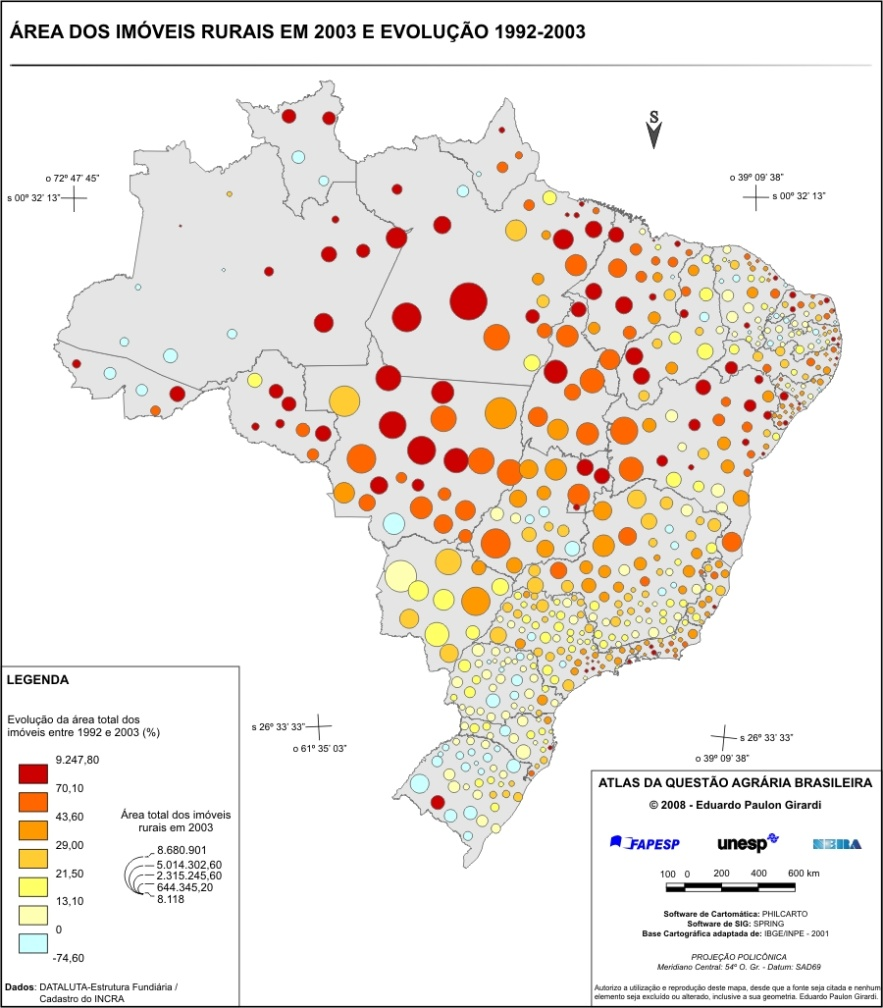 ÁREA DOS IMÓVEIS RURAIS EM 2003 E EVOLUÇÃO 1992-2003
S
o 72º 47' 45"
s 00º 32' 13"
o 39º 09' 38"
s 00º 32' 13"
s 26º 33' 33"
o 61º 35' 03"
s 26º 33' 33"
o 39º 09' 38"
LEGENDA
Evolução da área total dos
imóveis entre 1992 e 2003 (%)
9.247,80
70,10
43,60
29,00
21,50
13,10
0
-74,60
Área total dos imóveis
rurais em 2003
8.680.901
5.014.302,60
2.315.245,60
644.345,20
8.118
Dados: DATALUTA-Estrutura Fundiária /
Cadastro do INCRA
ATLAS DA QUESTÃO AGRÁRIA BRASILEIRA
© 2008 - Eduardo Paulon Girardi
FAPESP unesp NERA
100 0 200 400 600 km
Software de Cartomática: PHILCARTO
Software de SIG: SPRING
Base Cartográfica adaptada de: IBGE/INPE - 2001
PROJEÇÃO POLICÔNICA
Meridiano Central: 54º O. Gr. - Datum: SAD69
Autorizo a utilização e reprodução deste mapa, desde que a fonte seja citada e nenhum
elemento seja excluído ou alterado, inclusive a sua geometria. Eduardo Paulon Girardi.